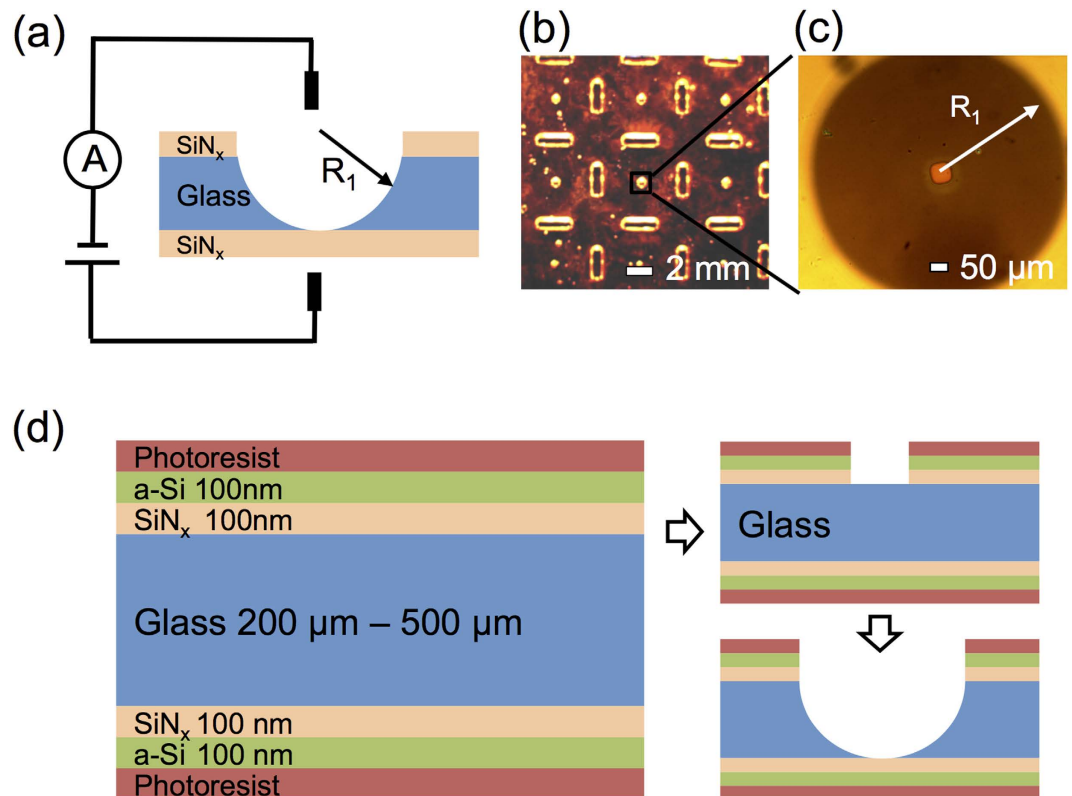 (a)
A
SiNₓ
Glass
SiNₓ
R₁
(b)
2 mm
(c)
R₁
50 µm
(d)
Photoresist
a-Si 100nm
SiNₓ 100nm
Glass 200 µm – 500 µm
SiNₓ 100 nm
a-Si 100 nm
Photoresist
Glass